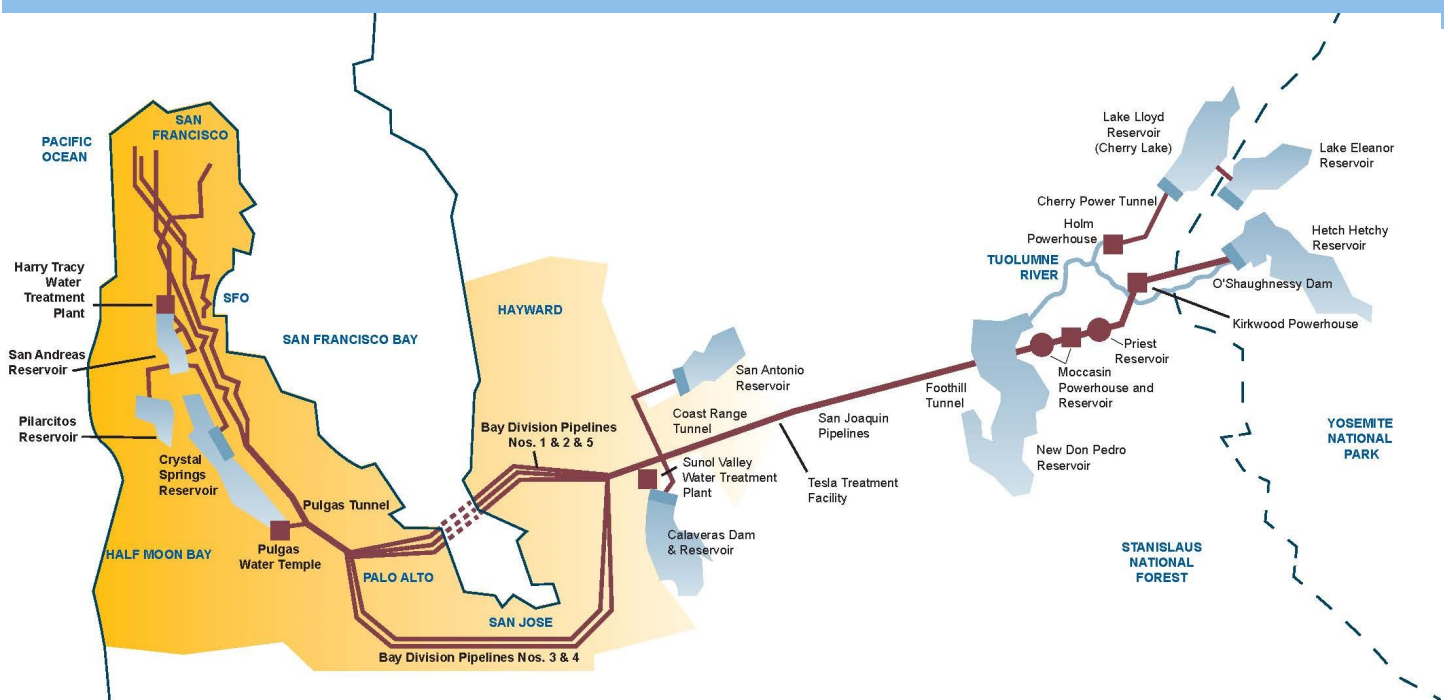 PACIFIC
OCEAN
SAN
FRANCISCO
Harry Tracy
Water
Treatment
Plant
SFO
San Andreas
Reservoir
Pilarcitos
Reservoir
Crystal
Springs
Reservoir
HALF MOON BAY
Pulgas Tunnel
Pulgas
Water Temple
PALO ALTO
SAN JOSE
Bay Division Pipelines Nos. 3 & 4
SAN FRANCISCO BAY
HAYWARD
Bay Division Pipelines
Nos. 1 & 2 & 5
San Antonio
Reservoir
Coast Range
Tunnel
Sunol Valley
Water Treatment
Plant
Calaveras Dam
& Reservoir
San Joaquin
Pipelines
Tesla Treatment
Facility
Foothill
Tunnel
New Don Pedro
Reservoir
Moccasin
Powerhouse and
Reservoir
Priest
Reservoir
TUOLUMNE
RIVER
Holm
Powerhouse
Cherry Power Tunnel
Lake Lloyd
Reservoir
(Cherry Lake)
Lake Eleanor
Reservoir
Hetch Hetchy
Reservoir
O'Shaughnessy Dam
Kirkwood Powerhouse
YOSEMITE
NATIONAL
PARK
STANISLAUS
NATIONAL
FOREST